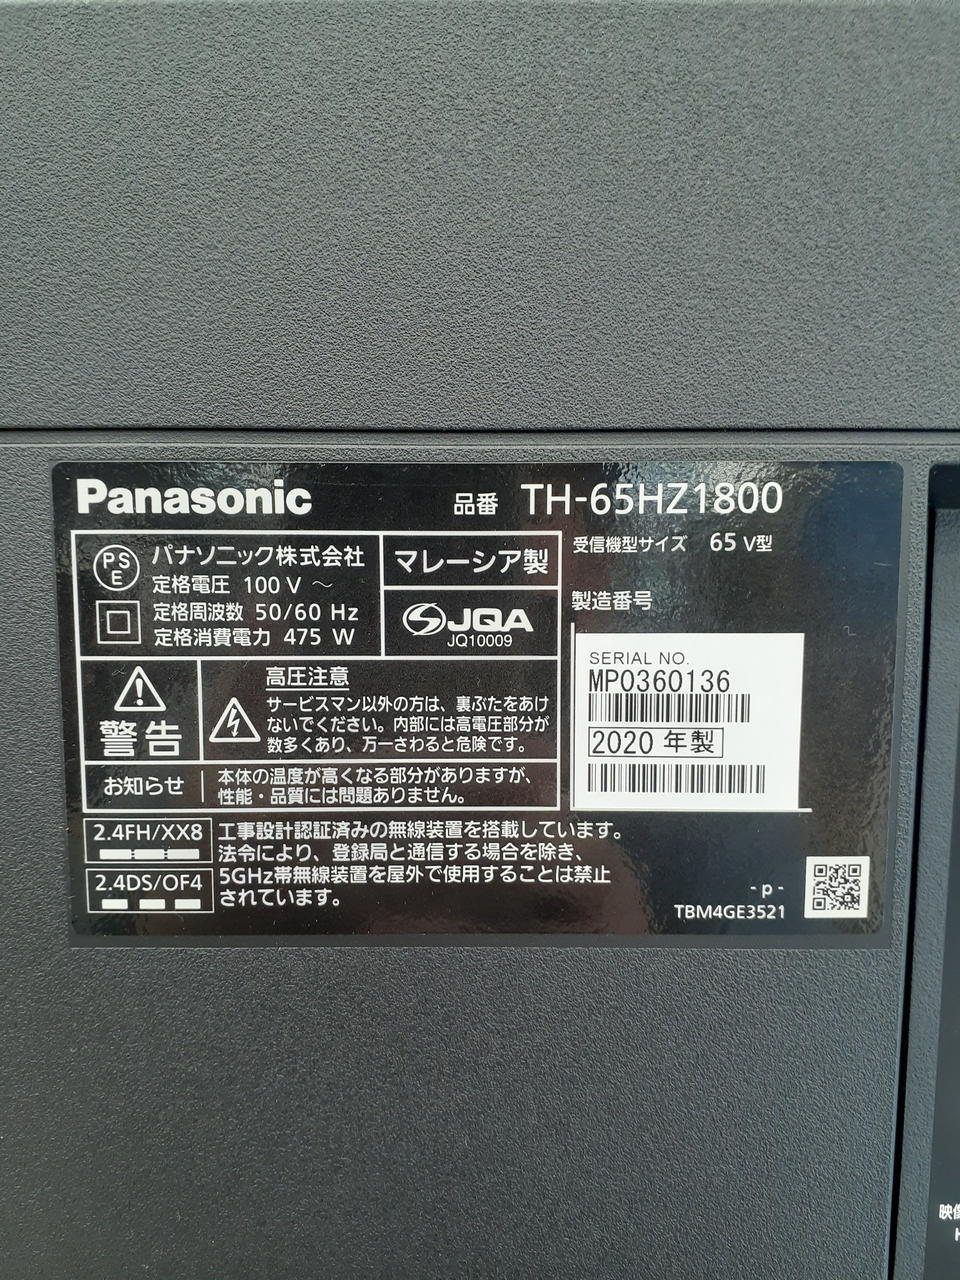 Panasonic
品番 TH-65HZ1800
受信機型サイズ 65 V型
PS
E
パナソニック株式会社
定格電圧 100 V ～
定格周波数 50/60 Hz
定格消費電力 475 W
マレーシア製
JQA
JQ10009
製造番号
SERIAL NO.
MP0360136
2020 年製
警告
高圧注意
サービスマン以外の方は、裏ぶたをあけ
ないでください。内部には高電圧部分が
数多くあり、万一さわると危険です。
お知らせ
本体の温度が高くなる部分がありますが、
性能・品質には問題ありません。
2.4FH/XX8
2.4DS/OF4
工事設計認証済みの無線装置を搭載しています。
法令により、登録局と通信する場合を除き、
5GHz帯無線装置を屋外で使用することは禁止
されています。
- p -
TBM4GE3521
映像
H